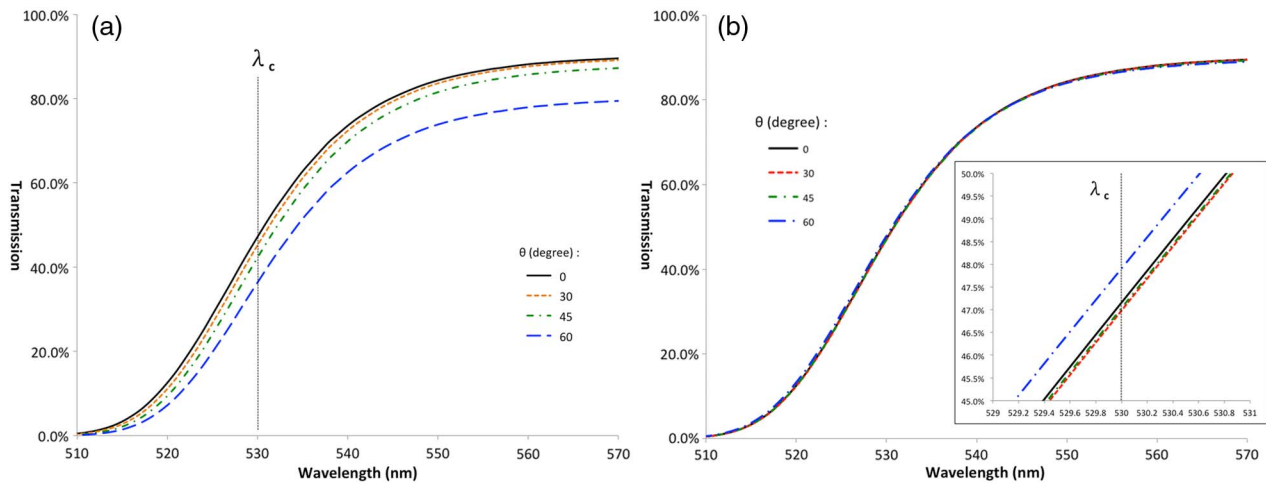 (a)
λ c
100.0%
80.0%
60.0%
40.0%
20.0%
0.0%
Transmission
510 520 530 540 550 560 570
Wavelength (nm)
θ (degree) :
0
30
45
60
(b)
100.0%
80.0%
60.0%
40.0%
20.0%
0.0%
Transmission
510 520 530 540 550 560 570
Wavelength (nm)
θ (degree) :
0
30
45
60
λ c
50.0%
49.0%
48.5%
48.0%
47.5%
47.0%
46.5%
46.0%
45.5%
45.0%
529 529.2 529.4 529.6 529.8 530 530.2 530.4 530.6 530.8 531